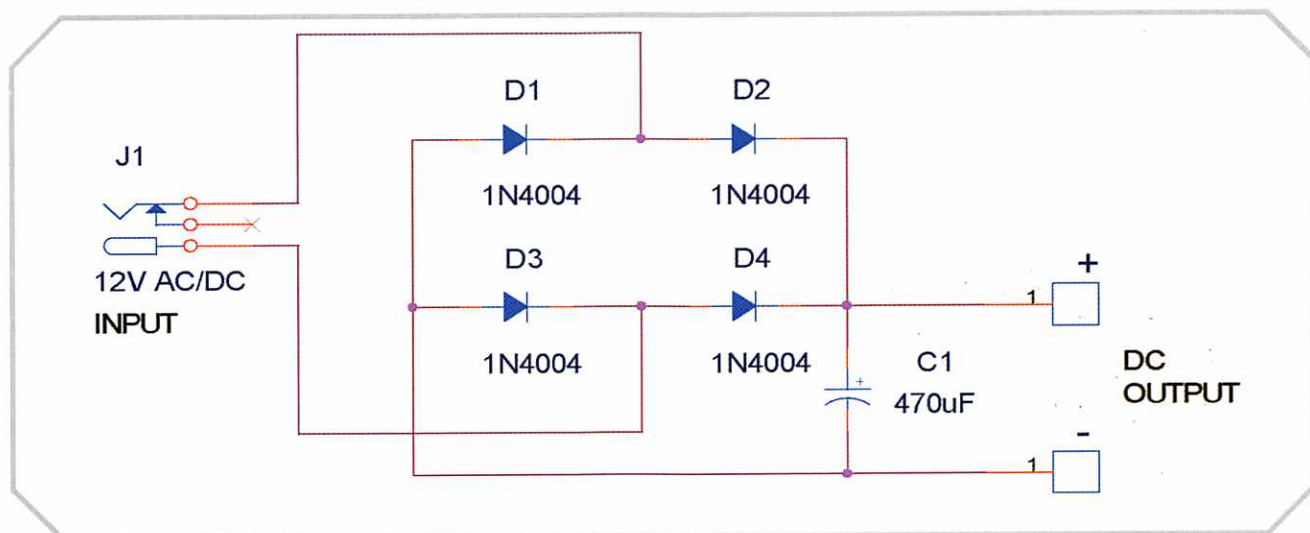 D1
D2
J1
1N4004
1N4004
12V AC/DC
INPUT
D3
D4
1N4004
1N4004
+
1
C1
+
470uF
DC
OUTPUT
-
1